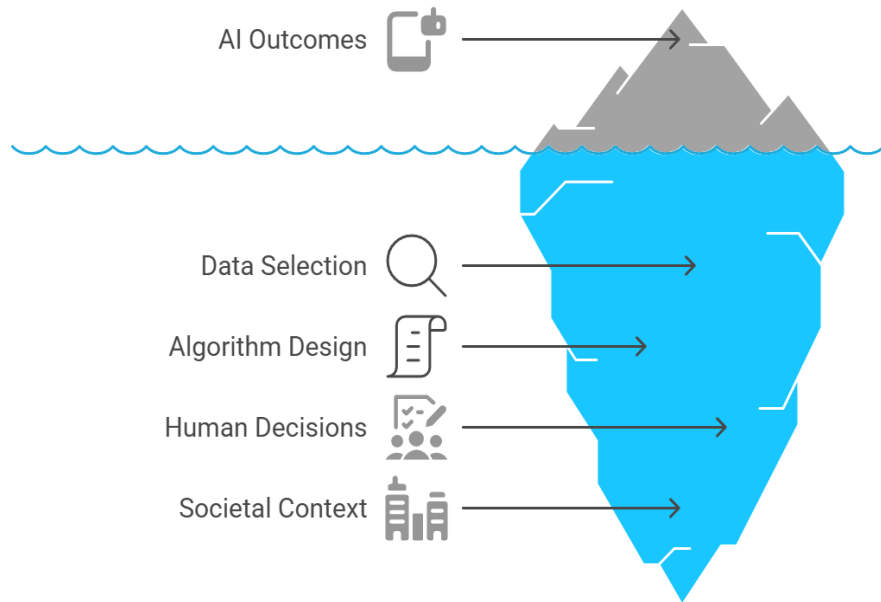 AI Outcomes
Data Selection
Algorithm Design
Human Decisions
Societal Context